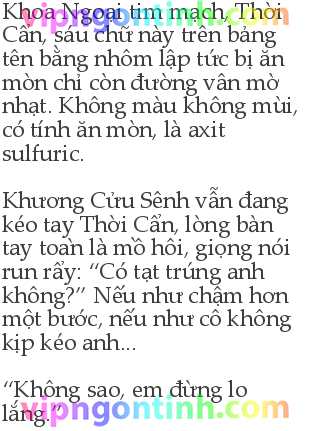 Khoa Ngoại tim mạch, Thời
Cẩn, sáu chữ này trên bảng
tên bằng nhôm lập tức bị ăn
mòn chỉ còn đường vân mờ
nhạt. Không màu không mùi,
có tính ăn mòn, là axit
sulfuric.
Khương Cửu Sênh vẫn đang
kéo tay Thời Cẩn, lòng bàn
tay toàn là mồ hôi, giọng nói
run rẩy: “Có tạt trúng anh
không?” Nếu như chậm hơn
một bước, nếu như cô không
kịp kéo anh...
“Không sao, em đừng lo
lắng.”
vipngontinh.com
vipngontinh.com